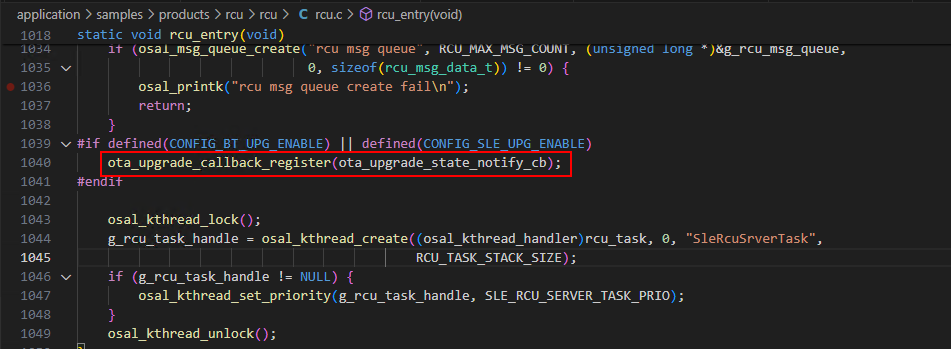 application > samples > products > rcu > rcu > C rcu.c > rcu_entry(void)
1018 static void rcu_entry(void)
1034 if (osal_msg_queue_create("rcu msg queue", RCU_MAX_MSG_COUNT, (unsigned long *)&g_rcu_msg_queue,
1035 0, sizeof(rcu_msg_data_t)) != 0) {
1036 osal_printk("rcu msg queue create fail\n");
1037 return;
1038 }
1039 #if defined(CONFIG_BT_UPG_ENABLE) || defined(CONFIG_SLE_UPG_ENABLE)
1040 ota_upgrade_callback_register(ota_upgrade_state_notify_cb);
1041 #endif
1042
1043 osal_kthread_lock();
1044 g_rcu_task_handle = osal_kthread_create((osal_kthread_handler)rcu_task, 0, "SleRcuSrverTask",
1045 RCU_TASK_STACK_SIZE);
1046 if (g_rcu_task_handle != NULL) {
1047 osal_kthread_set_priority(g_rcu_task_handle, SLE_RCU_SERVER_TASK_PRIO);
1048 }
1049 osal_kthread_unlock();